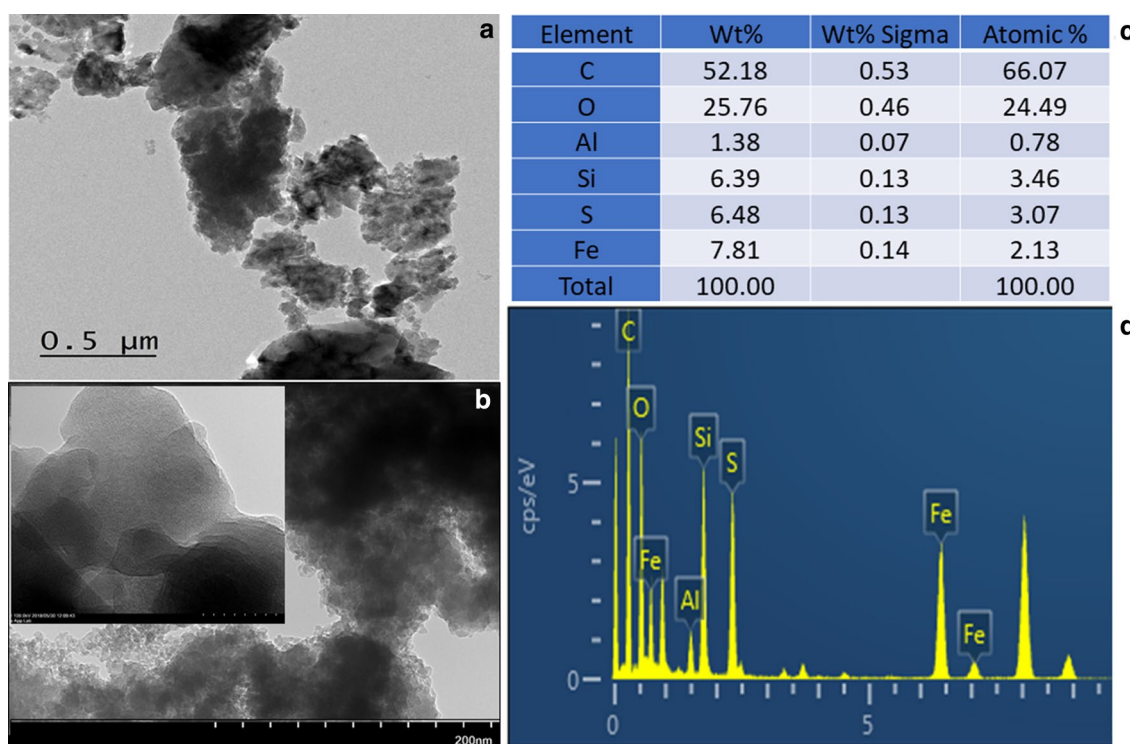 a
0.5 µm
b
200nm
c
Element Wt% Wt% Sigma Atomic %
C 52.18 0.53 66.07
O 25.76 0.46 24.49
Al 1.38 0.07 0.78
Si 6.39 0.13 3.46
S 6.48 0.13 3.07
Fe 7.81 0.14 2.13
Total 100.00 100.00
d
C
O
Si
S
Fe
Fe
Al
Fe
cps/eV
5
0
0 5